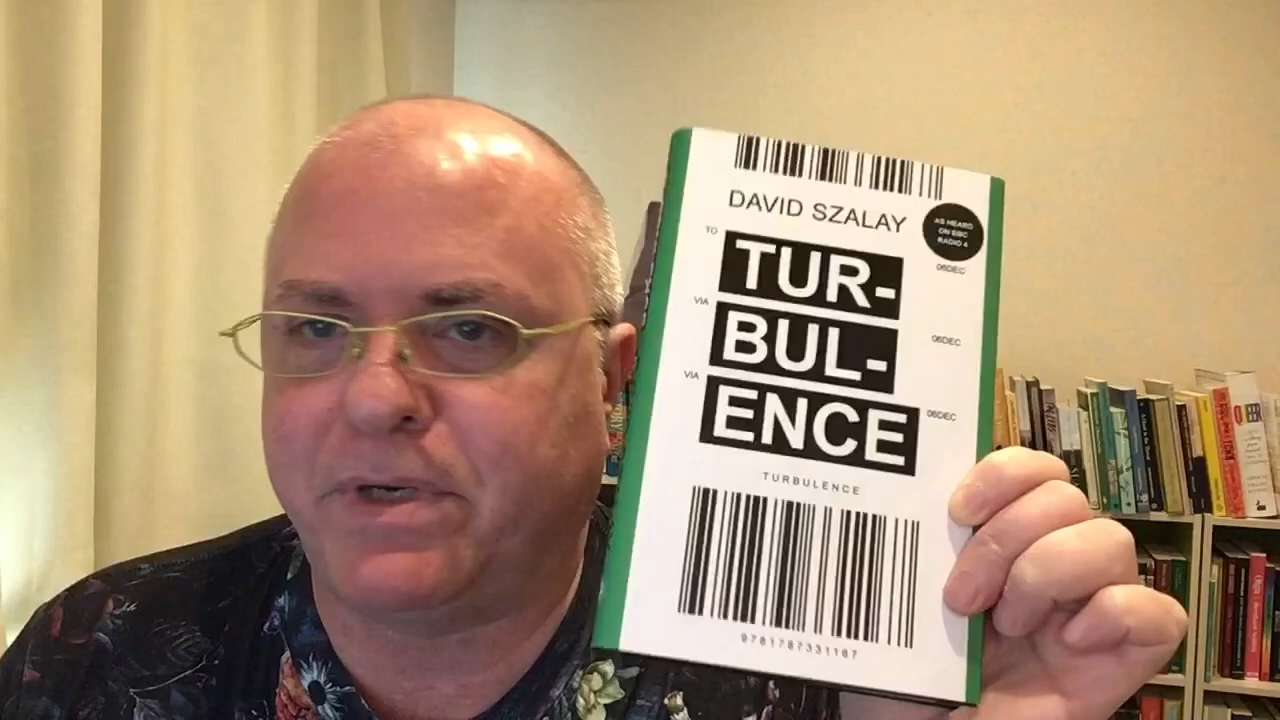 DAVID SZALAY
AS HEARD
ON BBC
RADIO 4
TO
TUR-
06DEC
VIA
BUL-
06DEC
VIA
ENCE
06DEC
TURBULENCE
9781787331167